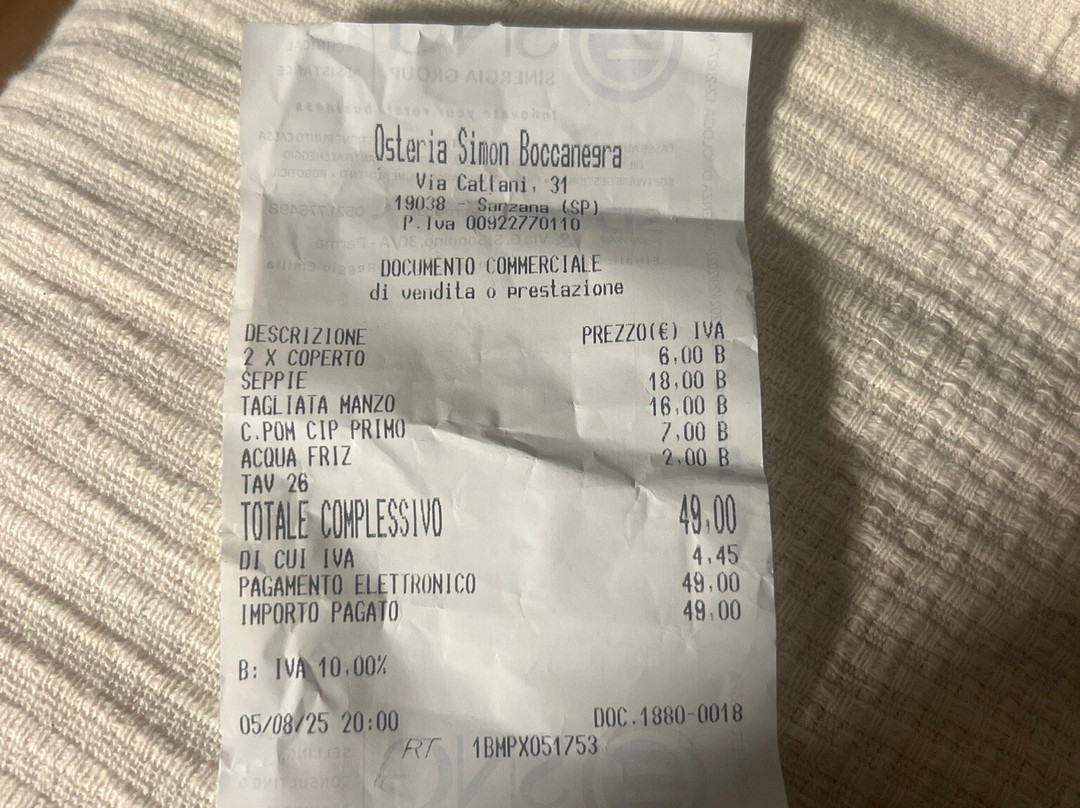 Osteria Simon Boccanegra
Via Cattani, 31
19038 - Sarzana (SP)
P.Iva 00922770110
DOCUMENTO COMMERCIALE
di vendita o prestazione
DESCRIZIONE PREZZO(€) IVA
2 X COPERTO 6,00 B
SEPPIE 18,00 B
TAGLIATA MANZO 16,00 B
C.POM CIP PRIMO 7,00 B
ACQUA FRIZ 2,00 B
TAV 26
TOTALE COMPLESSIVO 49,00
DI CUI IVA 4,45
PAGAMENTO ELETTRONICO 49,00
IMPORTO PAGATO 49,00
B: IVA 10,00%
05/08/25 20:00 DOC.1880-0018
RT 1BMPX051753